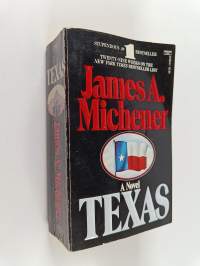 STUPENDOUS #1 BESTSELLER
TWENTY-SIX WEEKS ON THE
NEW YORK TIMES BESTSELLER LIST
James A.
Michener
A Novel
TEXAS
TEXAS
JAMES A. MICHENER